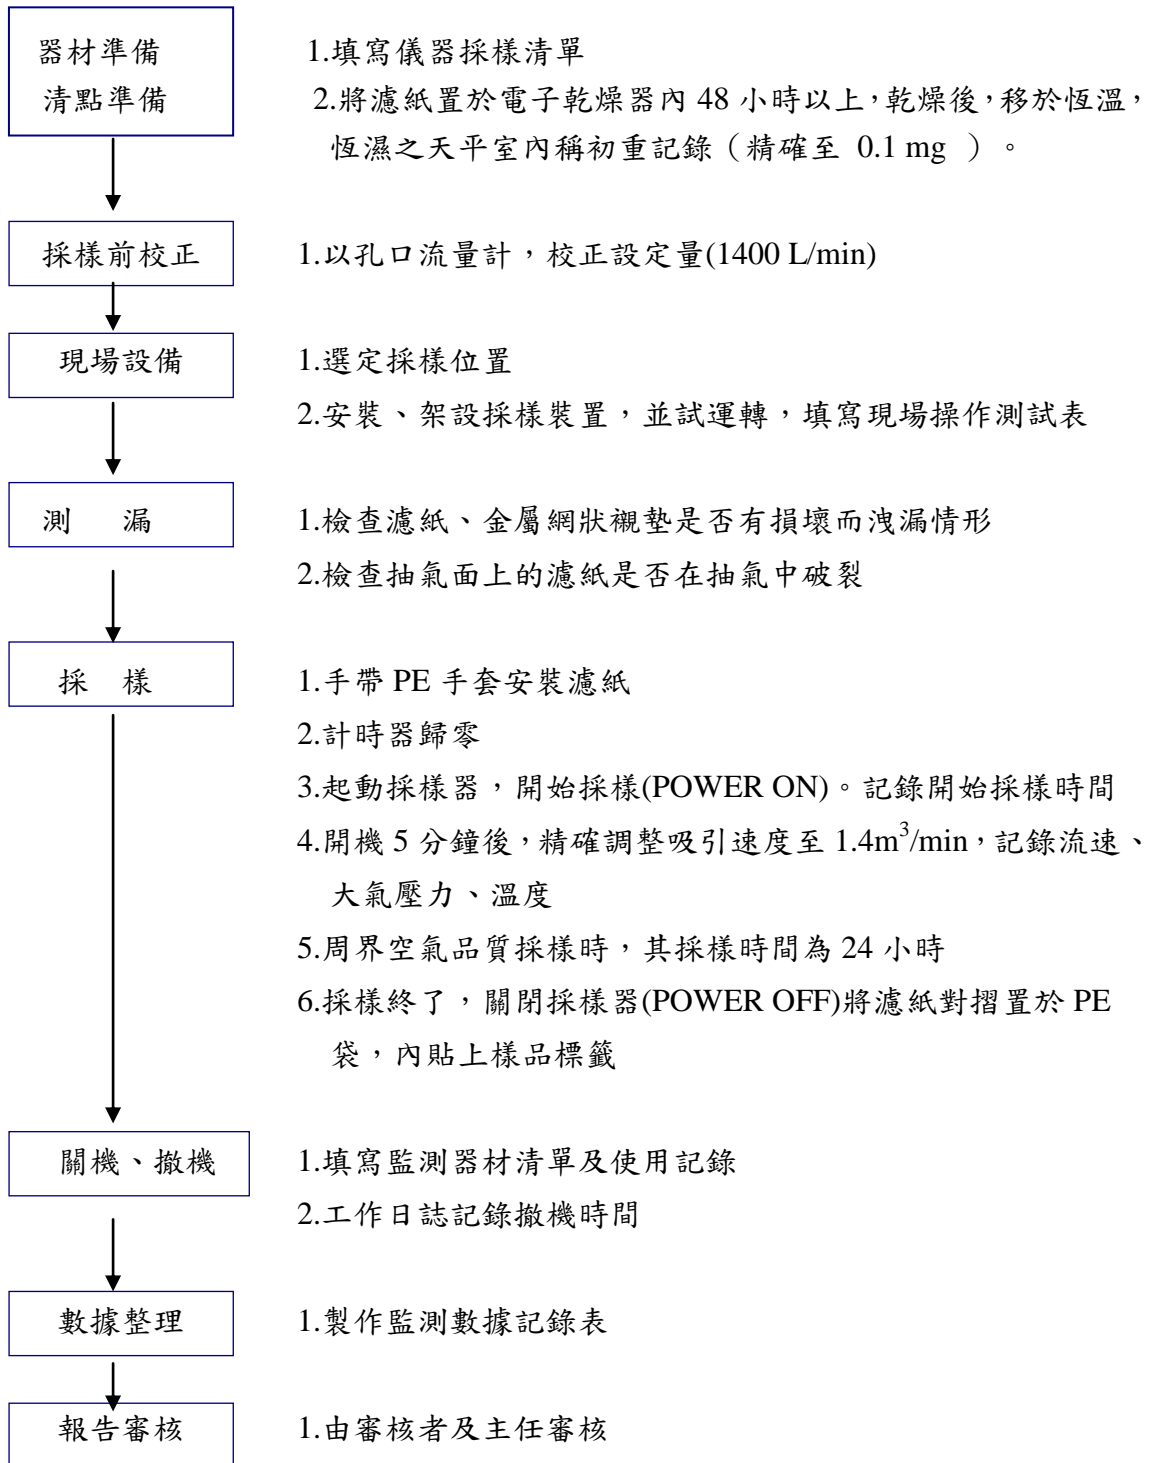 器材準備
清點準備
1.填寫儀器採樣清單
2.將濾紙置於電子乾燥器內 48 小時以上，乾燥後，移於恆溫，
恆濕之天平室內稱初重記錄（精確至 0.1 mg ）。
採樣前校正
1.以孔口流量計，校正設定量(1400 L/min)
現場設備
1.選定採樣位置
2.安裝、架設採樣裝置，並試運轉，填寫現場操作測試表
測 漏
1.檢查濾紙、金屬網狀襯墊是否有損壞而洩漏情形
2.檢查抽氣面上的濾紙是否在抽氣中破裂
採 樣
1.手帶 PE 手套安裝濾紙
2.計時器歸零
3.起動採樣器，開始採樣(POWER ON)。記錄開始採樣時間
4.開機 5 分鐘後，精確調整吸引速度至 1.4m³/min，記錄流速、
大氣壓力、溫度
5.周界空氣品質採樣時，其採樣時間為 24 小時
6.採樣終了，關閉採樣器(POWER OFF)將濾紙對摺置於 PE
袋，內貼上樣品標籤
關機、撤機
1.填寫監測器材清單及使用記錄
2.工作日誌記錄撤機時間
數據整理
1.製作監測數據記錄表
報告審核
1.由審核者及主任審核